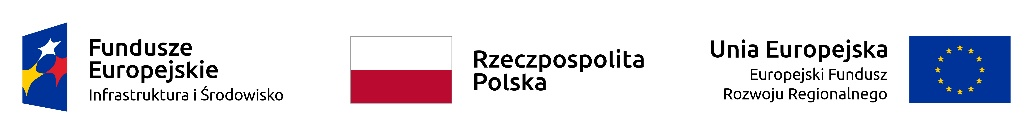 Fundusze
Europejskie
Infrastruktura i Środowisko
Rzeczpospolita
Polska
Unia Europejska
Europejski Fundusz
Rozwoju Regionalnego